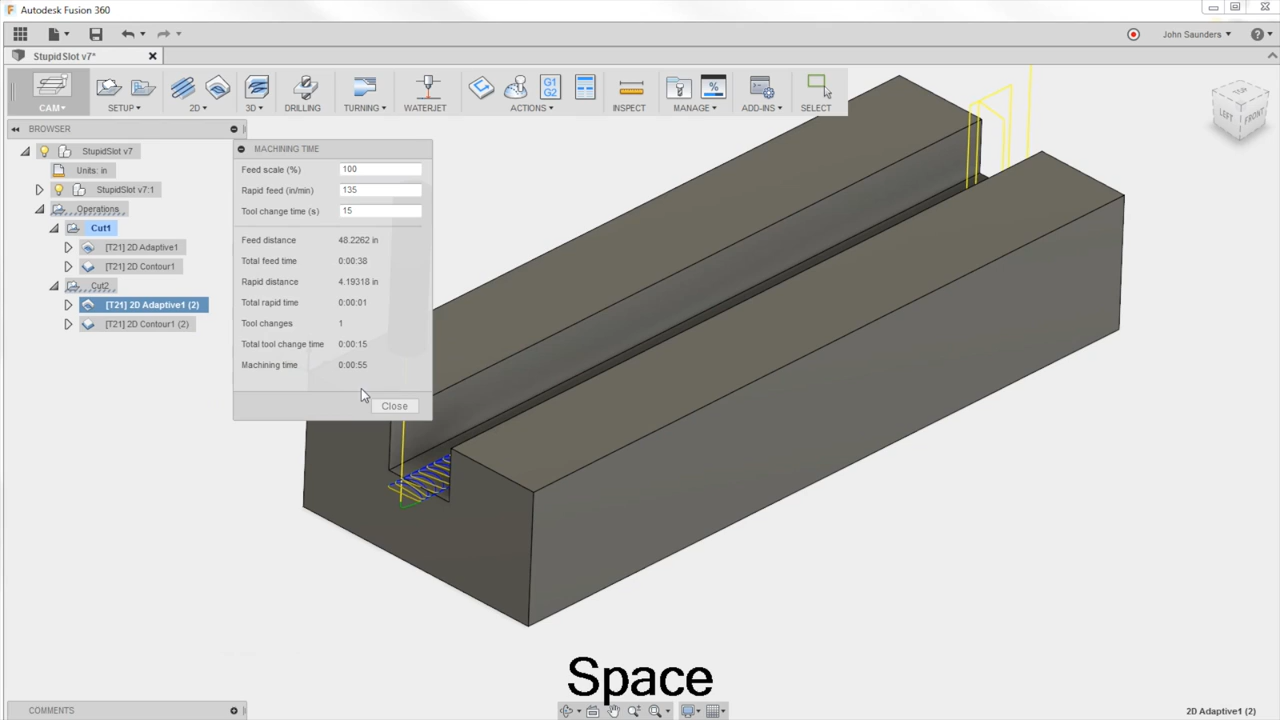 Autodesk Fusion 360
John Saunders
StupidSlot v7*
CAM
SETUP
2D
3D
DRILLING
TURNING
WATERJET
G1
G2
ACTIONS
INSPECT
%
MANAGE
ADD-INS
SELECT
BROWSER
StupidSlot v7
Units: in
StupidSlot v7:1
Operations
Cut1
[T21] 2D Adaptive1
[T21] 2D Contour1
Cut2
[T21] 2D Adaptive1 (2)
[T21] 2D Contour1 (2)
MACHINING TIME
Feed scale (%) 100
Rapid feed (in/min) 135
Tool change time (s) 15
Feed distance 48.2262 in
Total feed time 0:00:38
Rapid distance 4.19318 in
Total rapid time 0:00:01
Tool changes 1
Total tool change time 0:00:15
Machining time 0:00:55
Close
TOP
LEFT
FRONT
Space
COMMENTS
2D Adaptive1 (2)